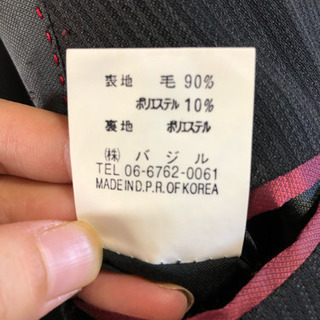 表地 毛 90%
ポリエステル 10%
裏地 ポリエステル
㈱ バジル
TEL 06-6762-0061
MADE IN D.P.R.OF KOREA